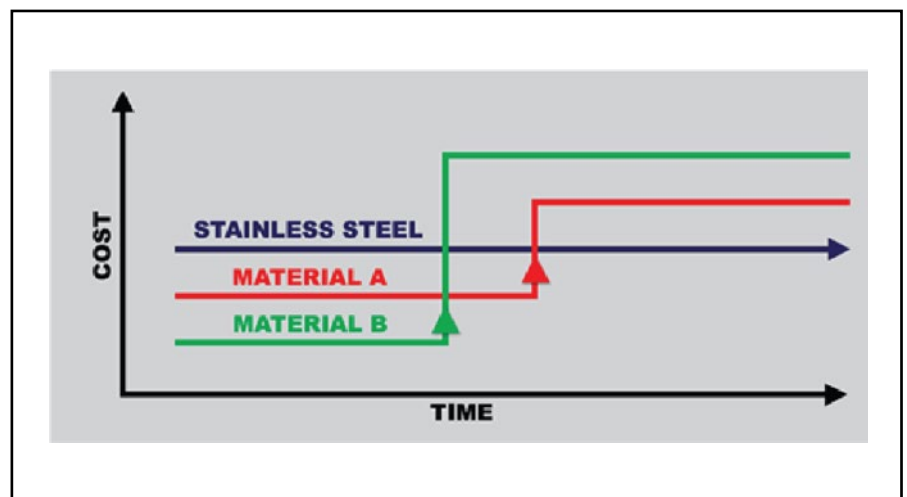 STAINLESS STEEL
MATERIAL A
MATERIAL B
COST
TIME